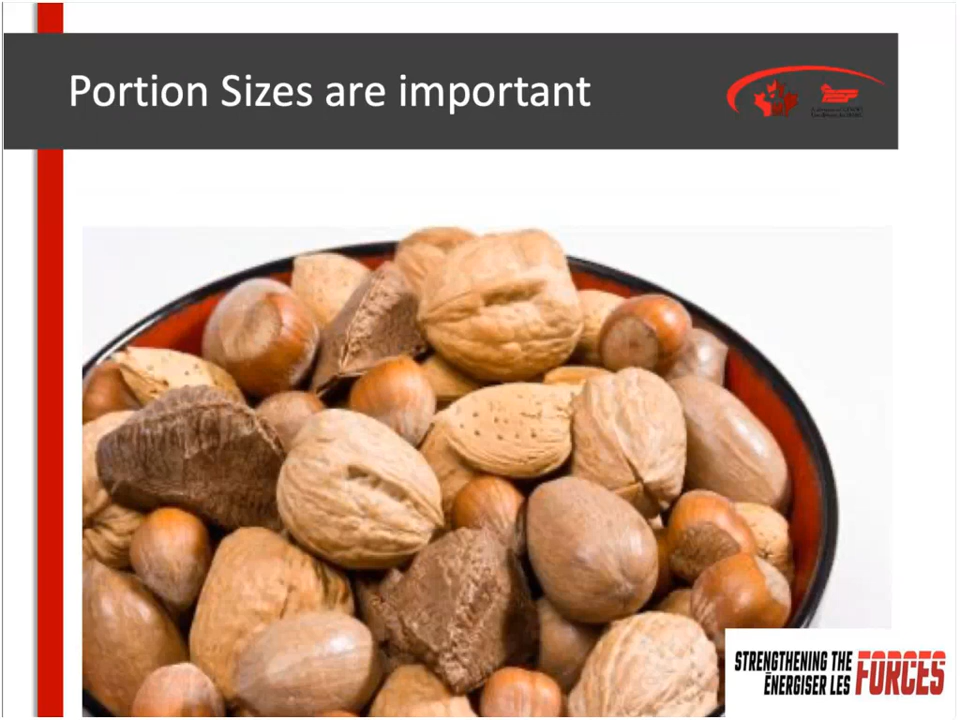 Portion Sizes are important
STRENGTHENING THE
ÉNERGISER LES
FORCES